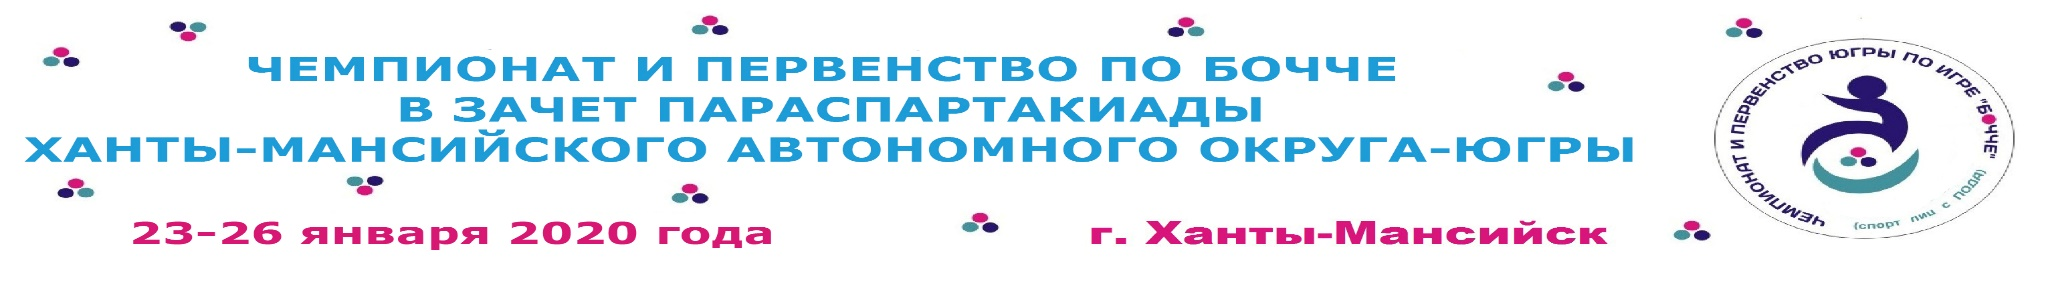 ЧЕМПИОНАТ И ПЕРВЕНСТВО ПО БОЧЧЕ
В ЗАЧЕТ ПАРАСПАРТАКИАДЫ
ХАНТЫ-МАНСИЙСКОГО АВТОНОМНОГО ОКРУГА-ЮГРЫ
23-26 января 2020 года
г. Ханты-Мансийск
ЧЕМПИОНАТ И ПЕРВЕНСТВО ЮГРЫ ПО ИГРЕ "БОЧЧЕ"
(спорт лиц с ПОДА)